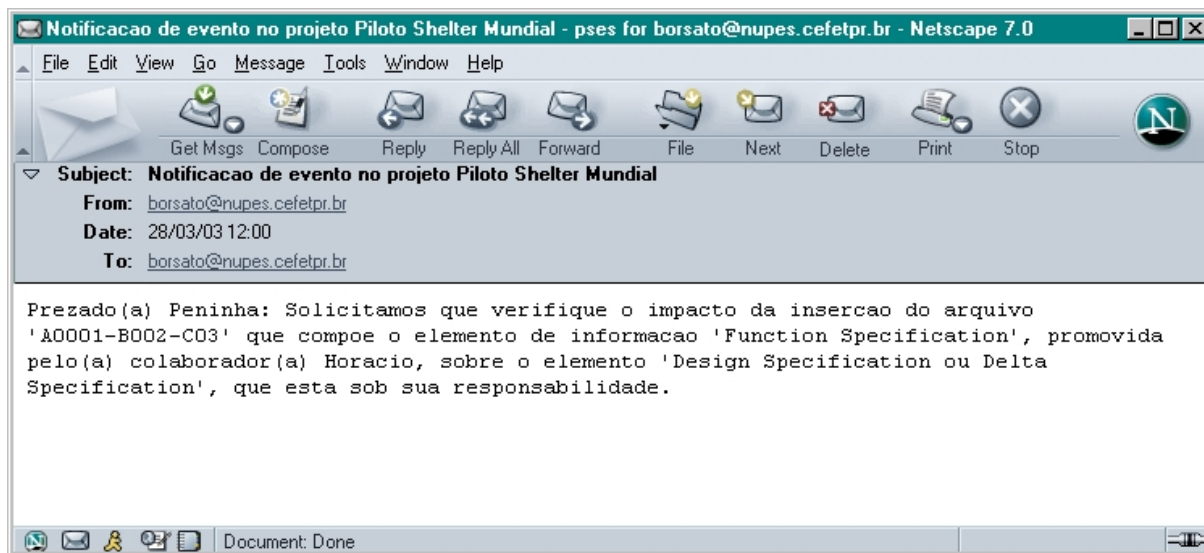 Notificacao de evento no projeto Piloto Shelter Mundial - pses for borsato@nupes.cefetpr.br - Netscape 7.0
File Edit View Go Message Tools Window Help
Get Msgs Compose Reply Reply All Forward File Next Delete Print Stop
Subject: Notificacao de evento no projeto Piloto Shelter Mundial
From: borsato@nupes.cefetpr.br
Date: 28/03/03 12:00
To: borsato@nupes.cefetpr.br
Prezado(a) Peninha: Solicitamos que verifique o impacto da insercao do arquivo
'A0001-B002-C03' que compoe o elemento de informacao 'Function Specification', promovida
pelo(a) colaborador(a) Horacio, sobre o elemento 'Design Specification ou Delta
Specification', que esta sob sua responsabilidade.
Document: Done